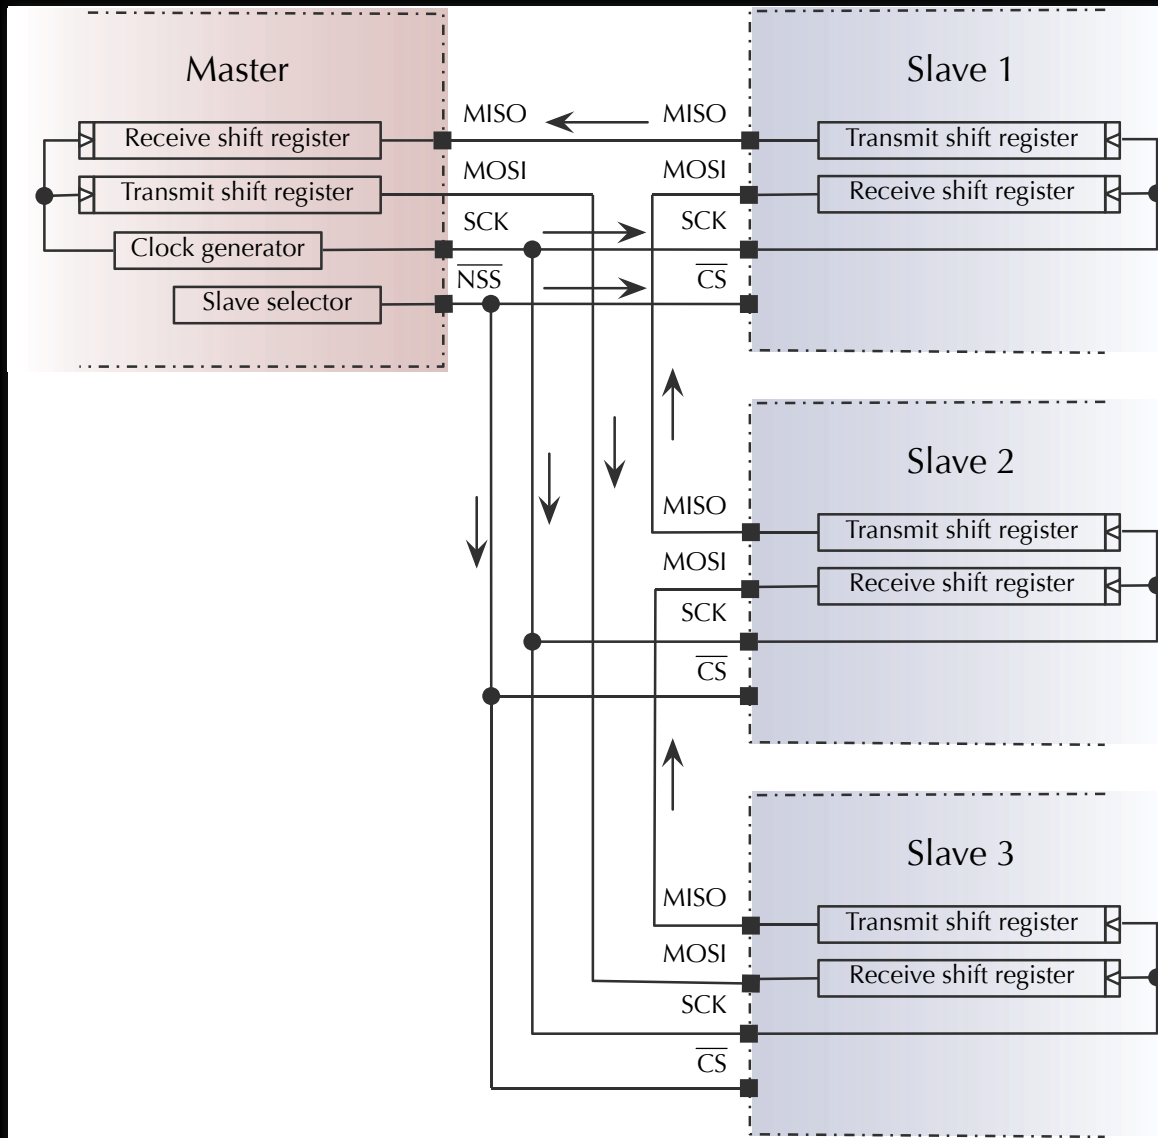 Master
Receive shift register
Transmit shift register
Clock generator
Slave selector
MISO
MOSI
SCK
NSS
Slave 1
MISO
MOSI
SCK
CS
Transmit shift register
Receive shift register
Slave 2
MISO
MOSI
SCK
CS
Transmit shift register
Receive shift register
Slave 3
MISO
MOSI
SCK
CS
Transmit shift register
Receive shift register